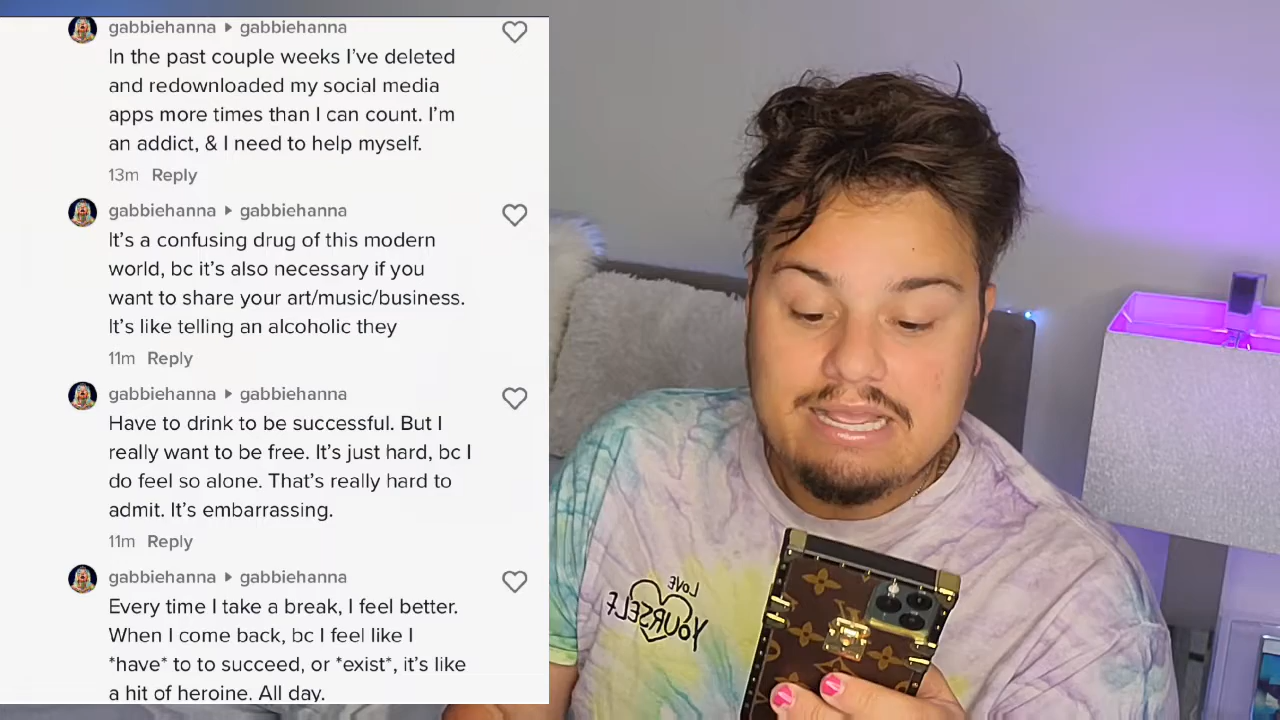 gabbiehanna ▸ gabbiehanna
In the past couple weeks I've deleted
and redownloaded my social media
apps more times than I can count. I'm
an addict, & I need to help myself.
13m Reply
gabbiehanna ▸ gabbiehanna
It's a confusing drug of this modern
world, bc it's also necessary if you
want to share your art/music/business.
It's like telling an alcoholic they
11m Reply
gabbiehanna ▸ gabbiehanna
Have to drink to be successful. But I
really want to be free. It's just hard, bc I
do feel so alone. That's really hard to
admit. It's embarrassing.
11m Reply
gabbiehanna ▸ gabbiehanna
Every time I take a break, I feel better.
When I come back, bc I feel like I
*have* to to succeed, or *exist*, it's like
a hit of heroine. All day.
LOVE
YOURSELF